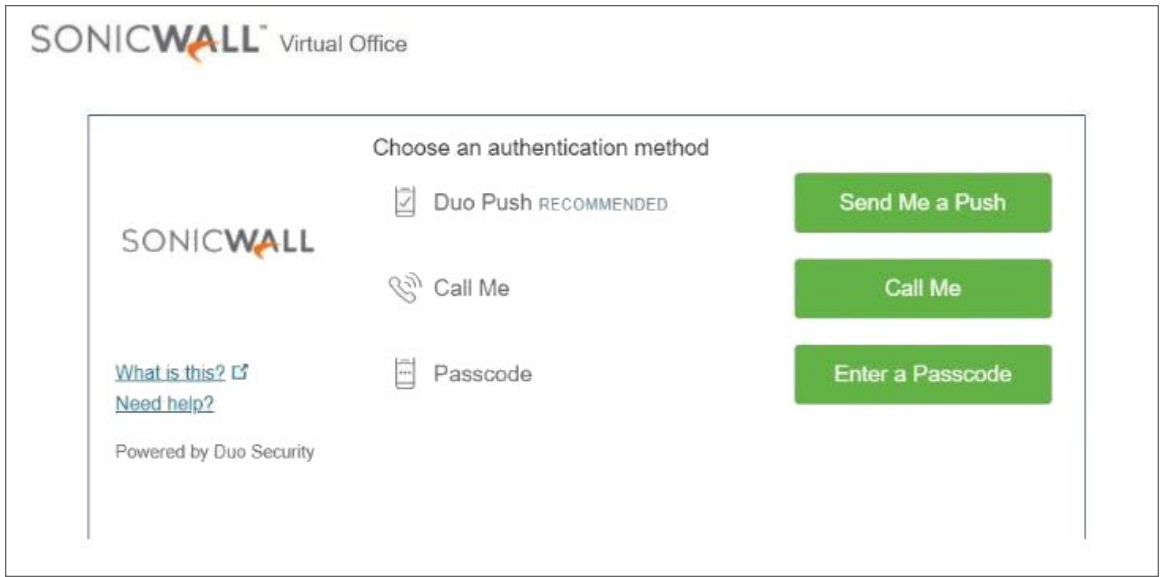 SONICWALL™ Virtual Office
Choose an authentication method
Duo Push RECOMMENDED
Send Me a Push
SONICWALL
Call Me
Call Me
What is this?
Need help?
Passcode
Enter a Passcode
Powered by Duo Security